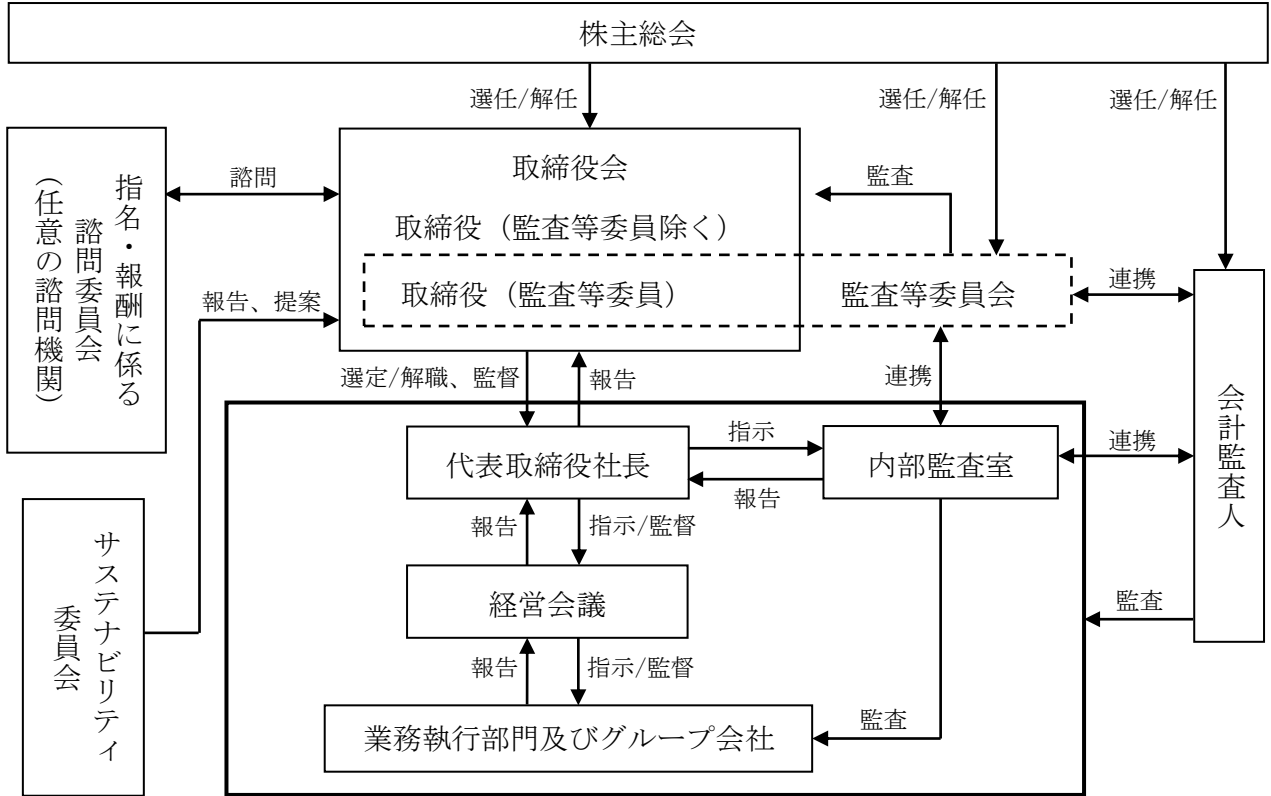 株主総会
選任/解任
選任/解任
選任/解任
指名・報酬に係る
諮問委員会
(任意の諮問機関)
諮問
取締役会
監査
取締役（監査等委員除く）
取締役（監査等委員）
監査等委員会
連携
報告、提案
選定/解職、監督
報告
連携
会計監査人
代表取締役社長
指示
報告
内部監査室
連携
サステナビリティ
委員会
報告
指示/監督
経営会議
監査
報告
指示/監督
業務執行部門及びグループ会社
監査